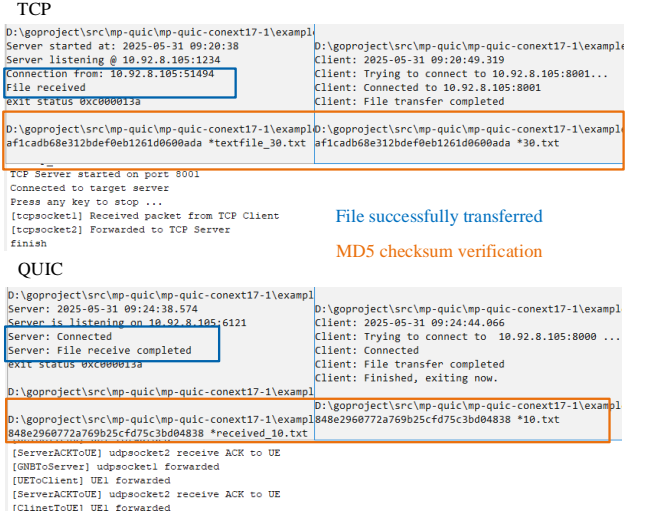 TCP
D:\goproject\src\mp-quic\mp-quic-conext17-1\exampl
Server started at: 2025-05-31 09:20:38
Server listening @ 10.92.8.105:1234
Connection from: 10.92.8.105:51494
File received
exit status 0xc000013a
D:\goproject\src\mp-quic\mp-quic-conext17-1\exampl
af1cadb68e312bdef0eb1261d0600ada *textfile_30.txt
D:\goproject\src\mp-quic\mp-quic-conext17-1\example
Client: 2025-05-31 09:20:49.319
Client: Trying to connect to 10.92.8.105:8001...
Client: Connected to 10.92.8.105:8001
Client: File transfer completed
D:\goproject\src\mp-quic\mp-quic-conext17-1\exampl
af1cadb68e312bdef0eb1261d0600ada *30.txt
TCP Server started on port 8001
Connected to target server
Press any key to stop ...
[tcpsocket1] Received packet from TCP Client
[tcpsocket2] Forwarded to TCP Server
finish
File successfully transferred
MD5 checksum verification
QUIC
D:\goproject\src\mp-quic\mp-quic-conext17-1\exampl
Server: 2025-05-31 09:24:38.574
Server is listening on 10.92.8.105:6121
Server: Connected
Server: File receive completed
exit status 0xc000013a
D:\goproject\src\mp-quic\mp-quic-conext17-1\exampl
D:\goproject\src\mp-quic\mp-quic-conext17-1\exampl
848e2960772a769b25cfd75c3bd04838 *received_10.txt
D:\goproject\src\mp-quic\mp-quic-conext17-1\exampl
Client: 2025-05-31 09:24:44.066
Client: Trying to connect to  10.92.8.105:8000 ...
Client: Connected
Client: File transfer completed
Client: Finished, exiting now.
D:\goproject\src\mp-quic\mp-quic-conext17-1\exampl
848e2960772a769b25cfd75c3bd04838 *10.txt
[ServerACKToUE] udpsocket2 receive ACK to UE
[GNBToServer] udpsocket1 forwarded
[UEToClient] UE1 forwarded
[ServerACKToUE] udpsocket2 receive ACK to UE
[ClinetToUE] UE1 forwarded